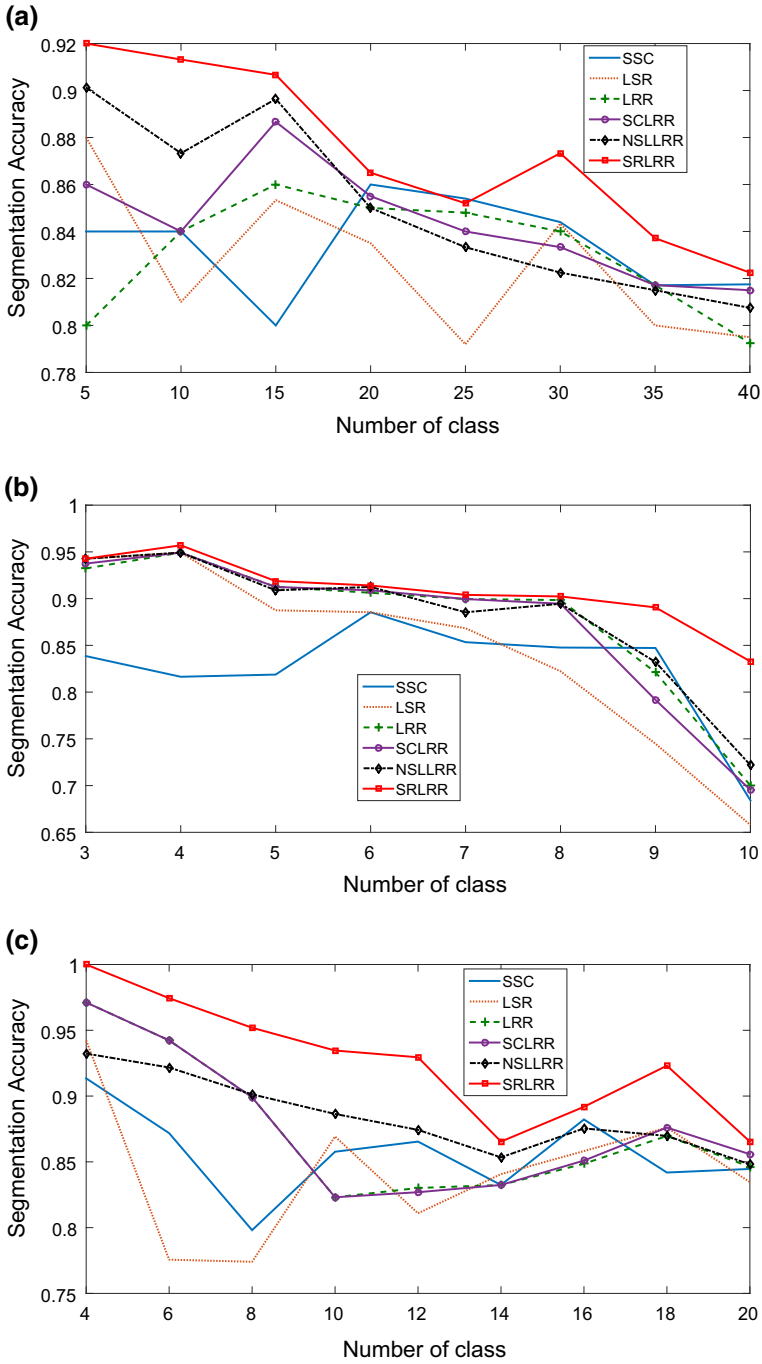 (a)
0.92
0.9
0.88
0.86
0.84
0.82
0.8
0.78
Segmentation Accuracy
SSC
LSR
LRR
SCLRR
NSLLRR
SRLRR
5 10 15 20 25 30 35 40
Number of class
(b)
1
0.95
0.9
0.85
0.8
0.75
0.7
0.65
Segmentation Accuracy
SSC
LSR
LRR
SCLRR
NSLLRR
SRLRR
3 4 5 6 7 8 9 10
Number of class
(c)
1
0.95
0.9
0.85
0.8
0.75
Segmentation Accuracy
SSC
LSR
LRR
SCLRR
NSLLRR
SRLRR
4 6 8 10 12 14 16 18 20
Number of class